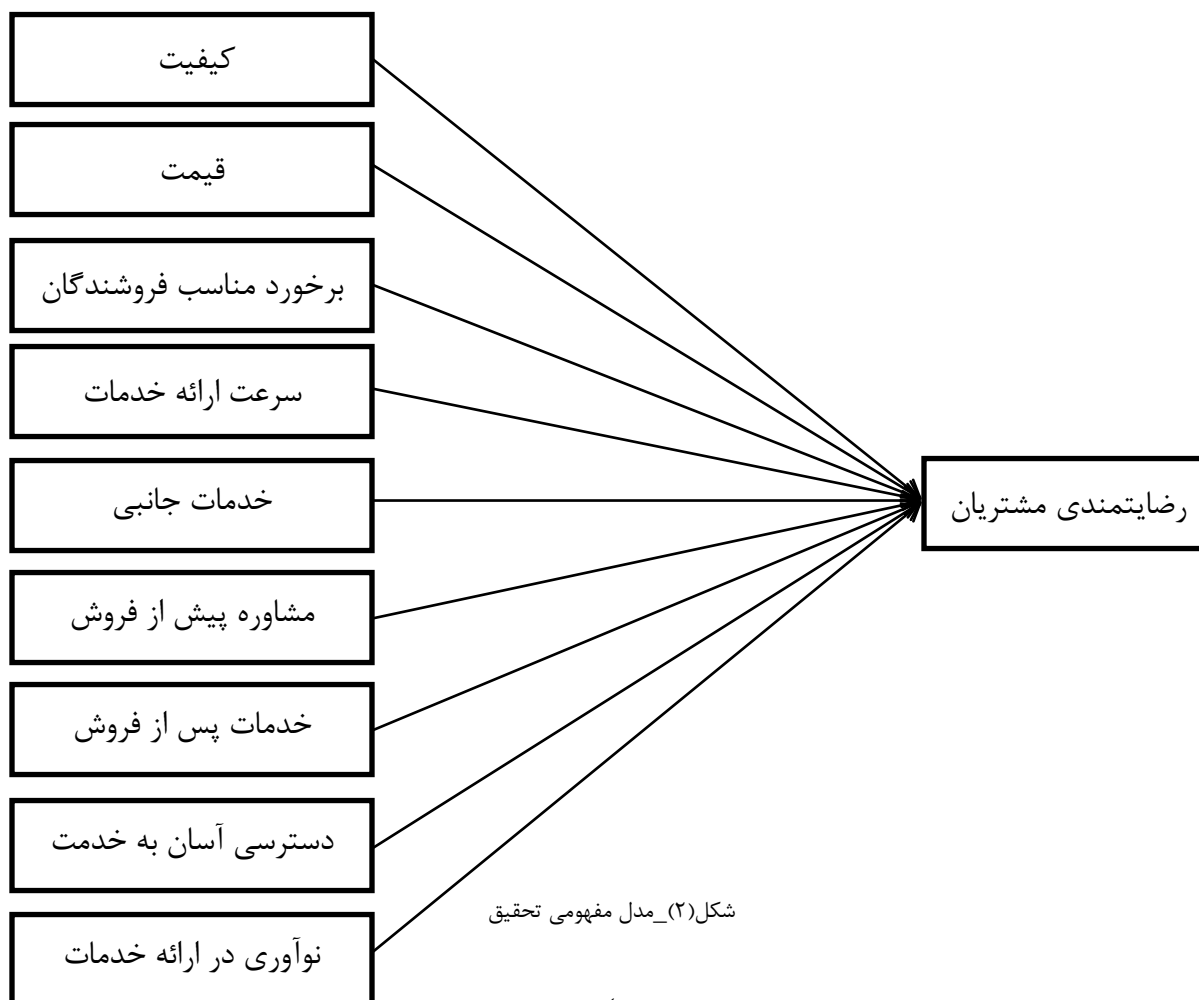 کیفیت
قیمت
برخورد مناسب فروشندگان
سرعت ارائه خدمات
خدمات جانبی
مشاوره پیش از فروش
خدمات پس از فروش
دسترسی آسان به خدمت
نوآوری در ارائه خدمات
رضایتمندی مشتریان
شکل(۲)_مدل مفهومی تحقیق